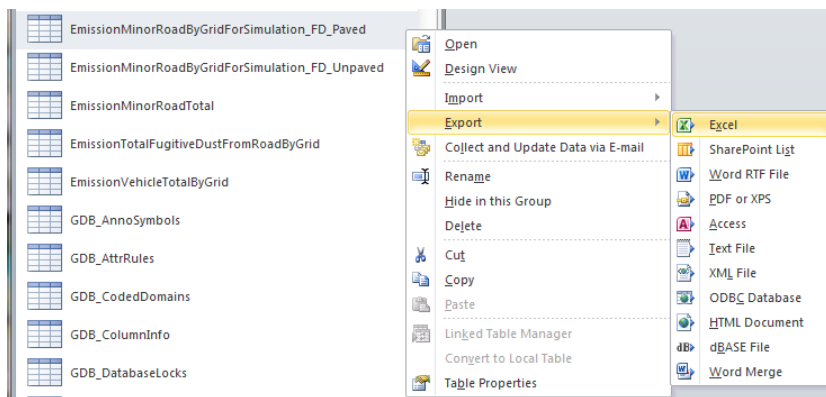 EmissionMinorRoadByGridForSimulation_FD_Paved
EmissionMinorRoadByGridForSimulation_FD_Unpaved
EmissionMinorRoadTotal
EmissionTotalFugitiveDustFromRoadByGrid
EmissionVehicleTotalByGrid
GDB_AnnoSymbols
GDB_AttrRules
GDB_CodedDomains
GDB_ColumnInfo
GDB_DatabaseLocks
Open
Design View
Import
Export
Collect and Update Data via E-mail
Rename
Hide in this Group
Delete
Cut
Copy
Paste
Linked Table Manager
Convert to Local Table
Table Properties
Excel
SharePoint List
Word RTF File
PDF or XPS
Access
Text File
XML File
ODBC Database
HTML Document
dBASE File
Word Merge